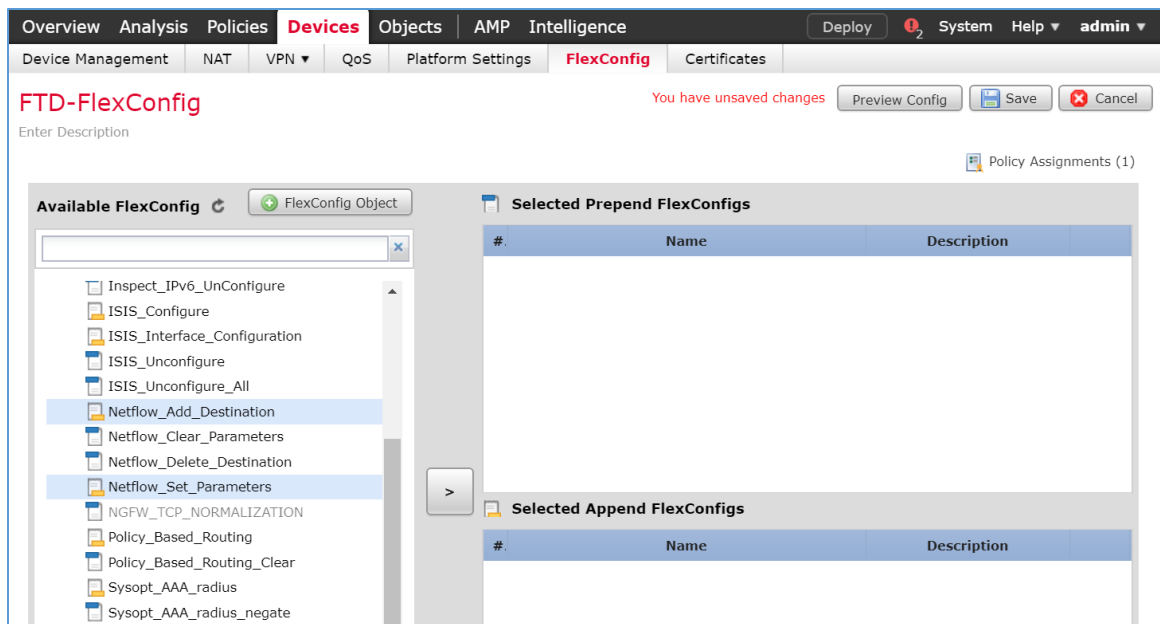 Overview Analysis Policies Devices Objects AMP Intelligence Deploy 2 System Help admin
Device Management NAT VPN QoS Platform Settings FlexConfig Certificates
FTD-FlexConfig You have unsaved changes Preview Config Save Cancel
Enter Description
Policy Assignments (1)
Available FlexConfig FlexConfig Object
Inspect_IPv6_UnConfigure
ISIS_Configure
ISIS_Interface_Configuration
ISIS_Unconfigure
ISIS_Unconfigure_All
Netflow_Add_Destination
Netflow_Clear_Parameters
Netflow_Delete_Destination
Netflow_Set_Parameters
NGFW_TCP_NORMALIZATION
Policy_Based_Routing
Policy_Based_Routing_Clear
Sysopt_AAA_radius
Sysopt_AAA_radius_negate
>
Selected Prepend FlexConfigs
#. Name Description
Selected Append FlexConfigs
#. Name Description